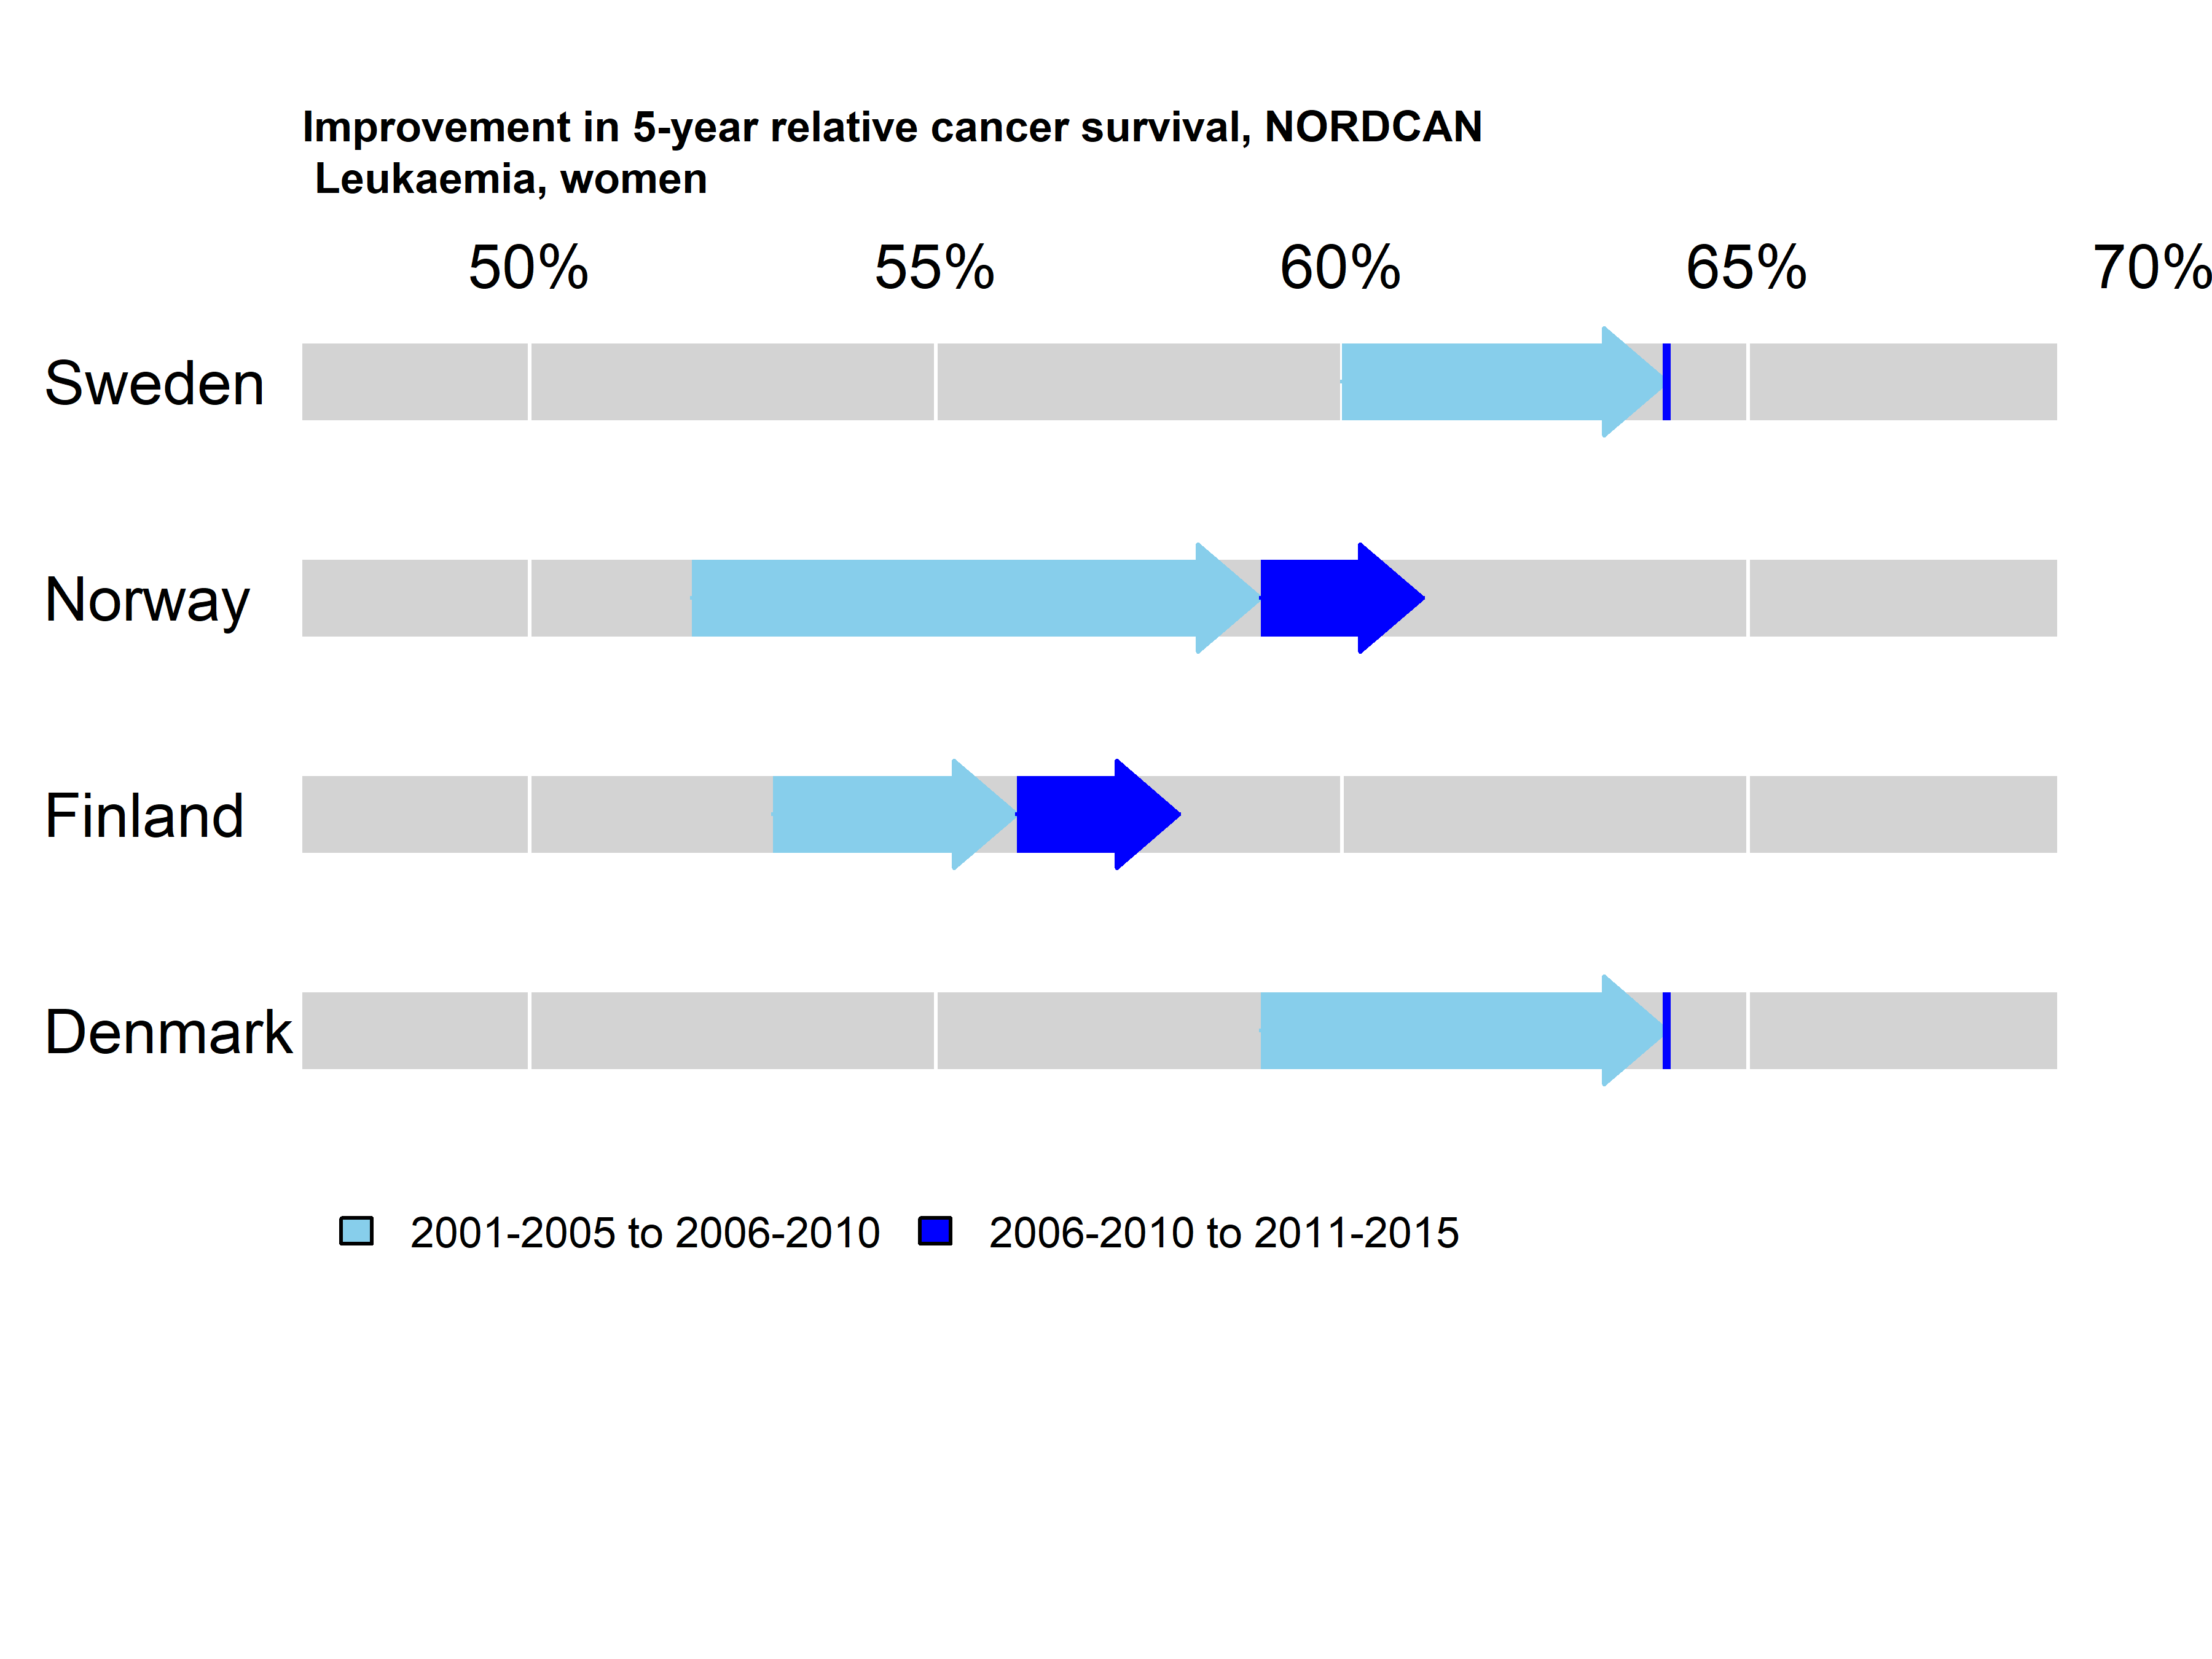 Improvement in 5-year relative cancer survival, NORDCAN
Leukaemia, women
50% 55% 60% 65% 70%
Sweden
Norway
Finland
Denmark
2001-2005 to 2006-2010 2006-2010 to 2011-2015